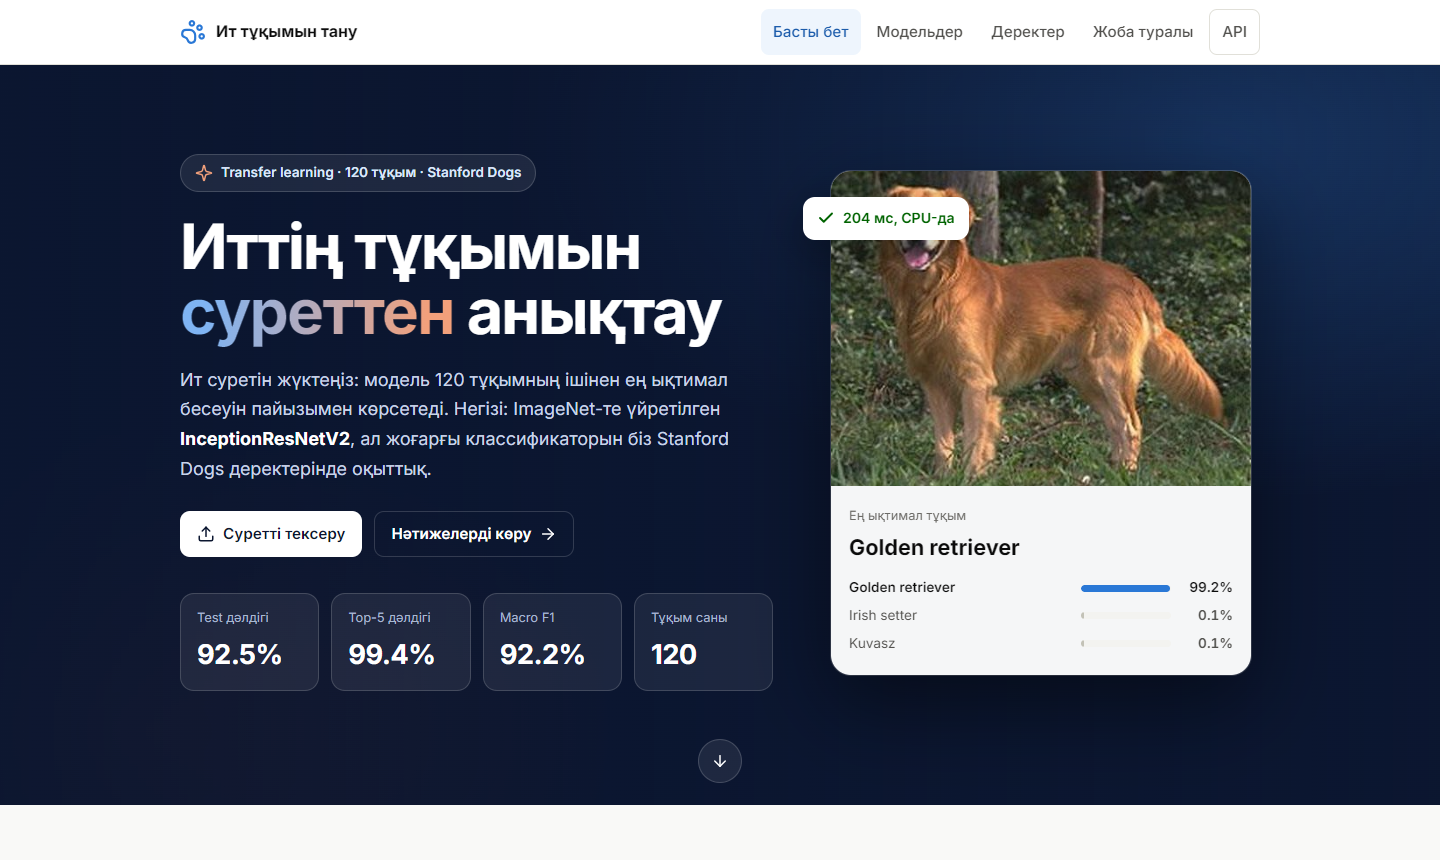 Ит тұқымын тану
Басты бет
Модельдер
Деректер
Жоба туралы
API
Transfer learning · 120 тұқым · Stanford Dogs
Иттің тұқымын
суреттен анықтау
Ит суретін жүктеңіз: модель 120 тұқымның ішінен ең ықтимал
бесеуін пайызымен көрсетеді. Негізі: ImageNet-те үйретілген
InceptionResNetV2, ал жоғарғы классификаторын біз Stanford
Dogs деректерінде оқыттық.
Суретті тексеру
Нәтижелерді көру
Test дәлдігі
92.5%
Top-5 дәлдігі
99.4%
Macro F1
92.2%
Тұқым саны
120
204 мс, CPU-да
Ең ықтимал тұқым
Golden retriever
Golden retriever 99.2%
Irish setter 0.1%
Kuvasz 0.1%